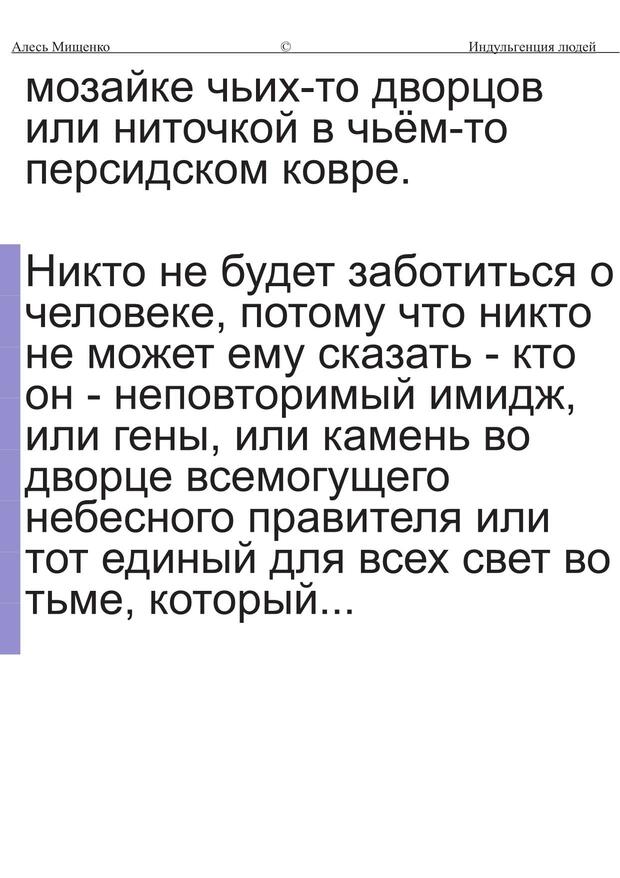 Алесь Мищенко © Индульгенция людей
мозайке чьих-то дворцов
или ниточкой в чьём-то
персидском ковре.
Никто не будет заботиться о
человеке, потому что никто
не может ему сказать - кто
он - неповторимый имидж,
или гены, или камень во
дворце всемогущего
небесного правителя или
тот единый для всех свет во
тьме, который...